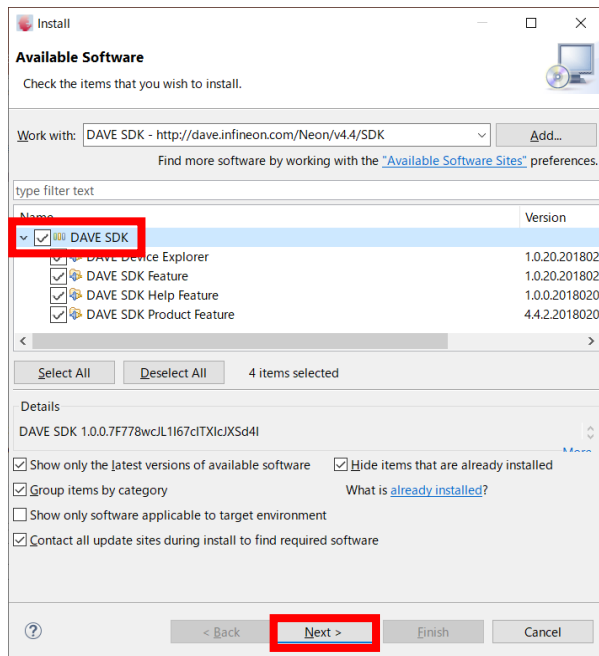 Install
Available Software
Check the items that you wish to install.
Work with: DAVE SDK - http://dave.infineon.com/Neon/v4.4/SDK Add...
Find more software by working with the "Available Software Sites" preferences.
type filter text
Name Version
DAVE SDK
DAVE Device Explorer 1.0.20.201802
DAVE SDK Feature 1.0.20.201802
DAVE SDK Help Feature 1.0.0.2018020
DAVE SDK Product Feature 4.4.2.2018020
Select All Deselect All 4 items selected
Details
DAVE SDK 1.0.0.7F778wcJL1I67cITXIcJXSd4I
More...
Show only the latest versions of available software Hide items that are already installed
Group items by category What is already installed?
Show only software applicable to target environment
Contact all update sites during install to find required software
? < Back Next > Finish Cancel